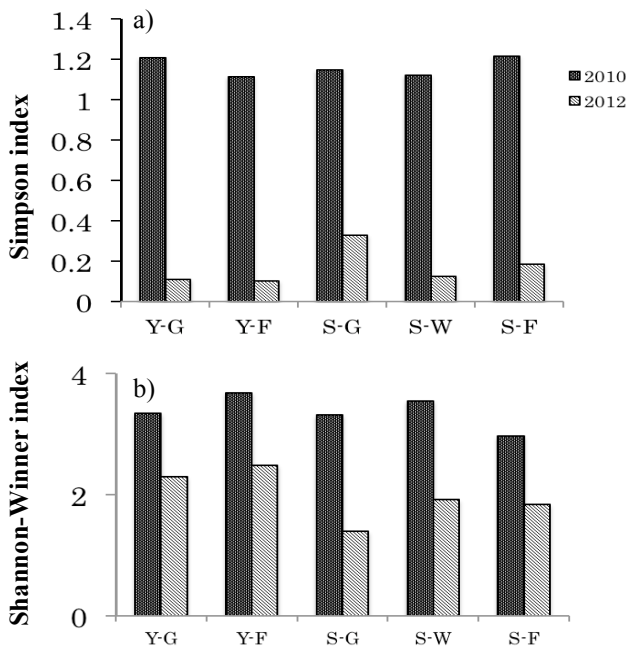 a)
1.4
1.2
1
0.8
0.6
0.4
0.2
0
Simpson index
2010
2012
Y-G Y-F S-G S-W S-F
b)
4
2
0
Shannon-Winner index
Y-G Y-F S-G S-W S-F